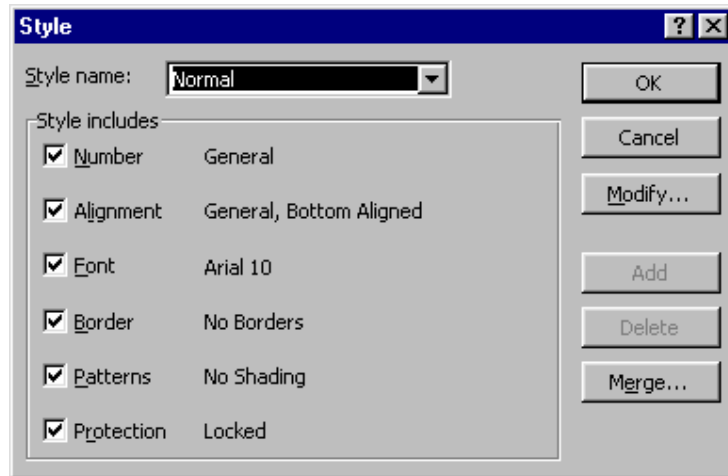 Style
Style name: Normal
OK
Style includes
Cancel
Number General
Modify...
Alignment General, Bottom Aligned
Font Arial 10
Add
Border No Borders
Delete
Patterns No Shading
Merge...
Protection Locked